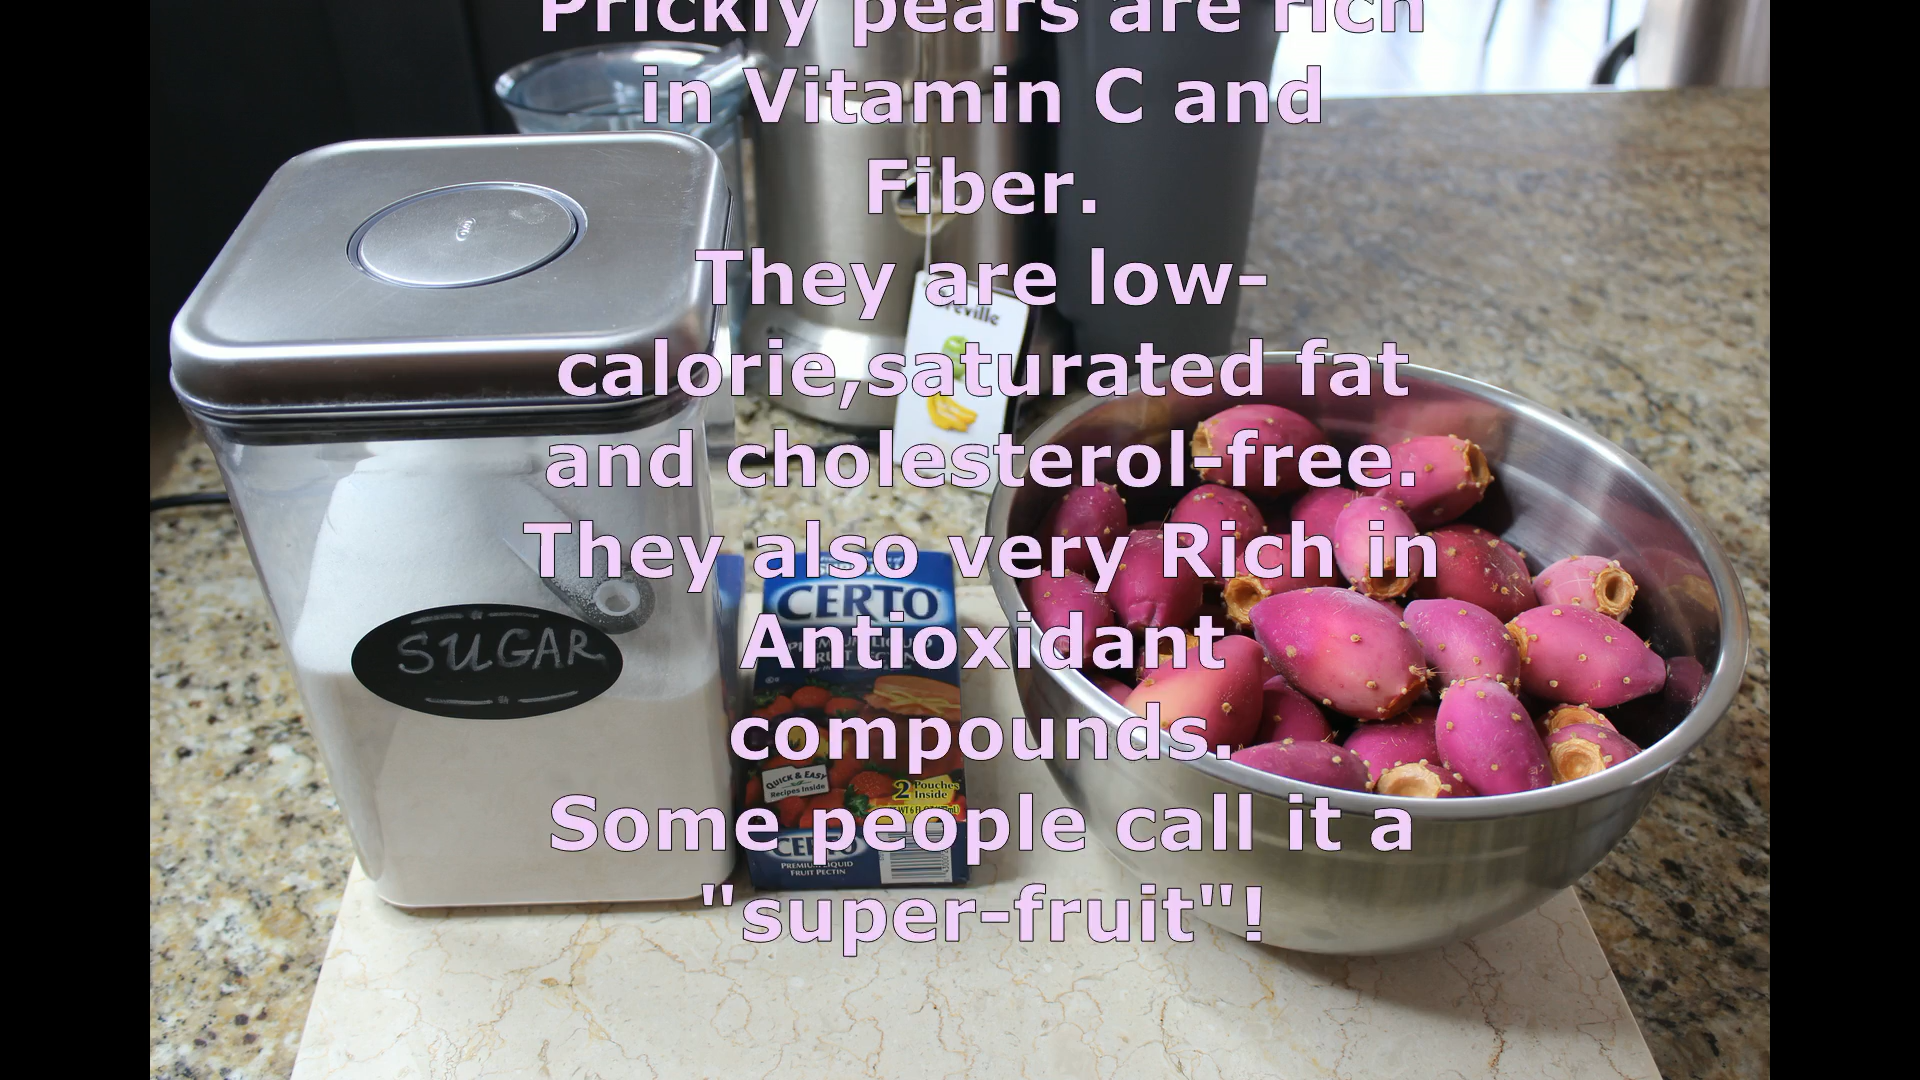 Prickly pears are rich
in Vitamin C and
Fiber.
They are low-
calorie,saturated fat
and cholesterol-free.
They also very Rich in
Antioxidant
compounds.
Some people call it a
"super-fruit"!
OXO
Breville
SUGAR
CERTO
QUICK & EASY
Recipes Inside
2 Pouches
Inside
CERTO
PREMIUM LIQUID
FRUIT PECTIN